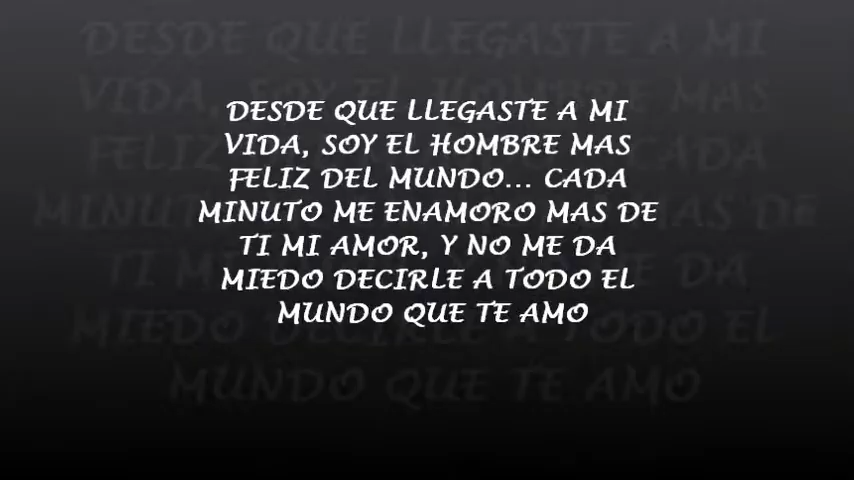 DESDE QUE LLEGASTE A MI
VIDA, SOY EL HOMBRE MAS
FELIZ DEL MUNDO... CADA
MINUTO ME ENAMORO MAS DE
TI MI AMOR, Y NO ME DA
MIEDO DECIRLE A TODO EL
MUNDO QUE TE AMO